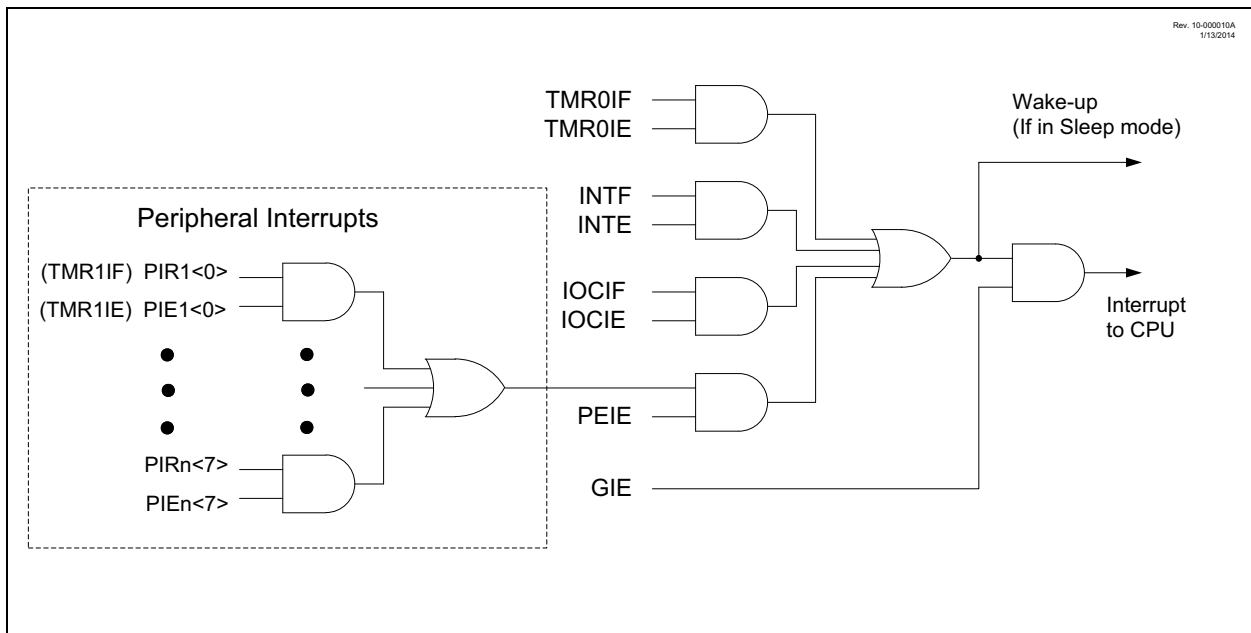 Rev. 10-000010A
1/13/2014
TMR0IF
TMR0IE
Wake-up
(If in Sleep mode)
INTF
INTE
Peripheral Interrupts
(TMR1IF) PIR1<0>
(TMR1IE) PIE1<0>
IOCIF
IOCIE
Interrupt
to CPU
PEIE
PIRn<7>
PIEn<7>
GIE